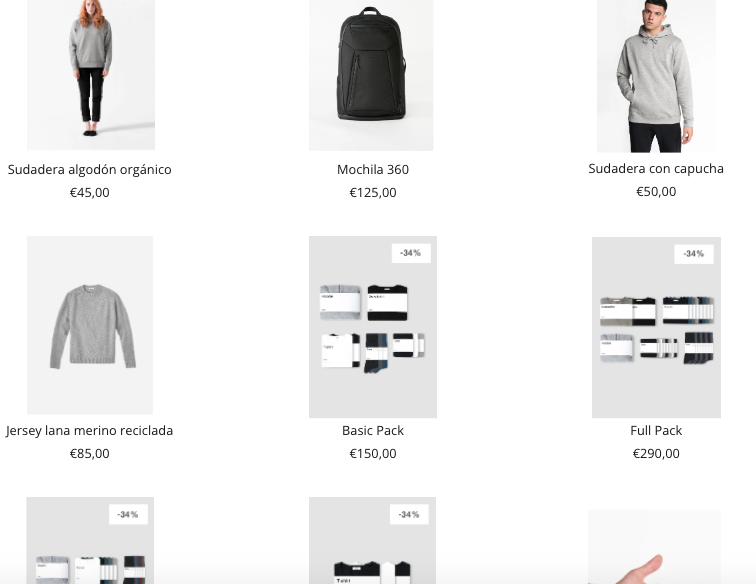 Sudadera algodón orgánico
€45,00
Mochila 360
€125,00
Sudadera con capucha
€50,00
-34%
-34%
Jersey lana merino reciclada
€85,00
Basic Pack
€150,00
Full Pack
€290,00
-34%
-34%
T-shirt